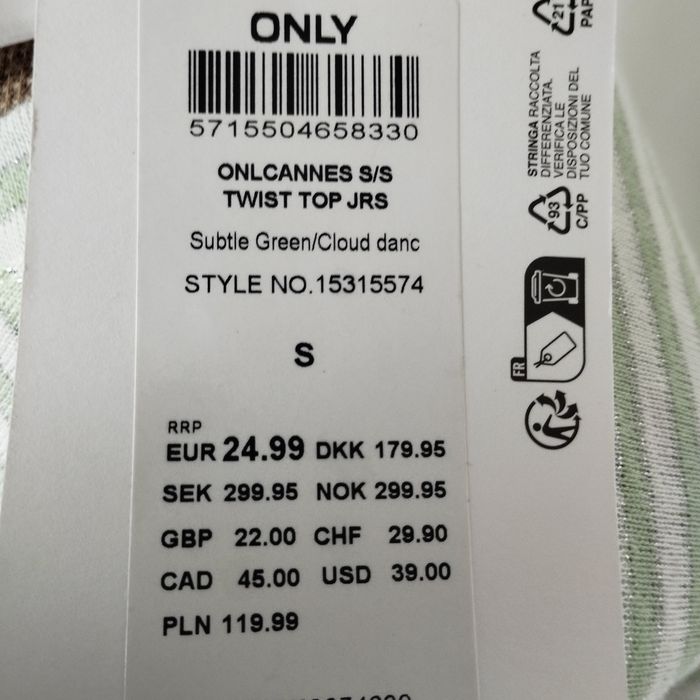 ONLY
5715504658330
ONLCANNES S/S
TWIST TOP JRS
Subtle Green/Cloud danc
STYLE NO.15315574
S
RRP
EUR 24.99 DKK 179.95
SEK 299.95 NOK 299.95
GBP 22.00 CHF 29.90
CAD 45.00 USD 39.00
PLN 119.99
21
PAP
STRINGA RACCOLTA
DIFFERENZIATA.
VERIFICA LE
DISPOSIZIONI DEL
TUO COMUNE
93
C/PP
FR